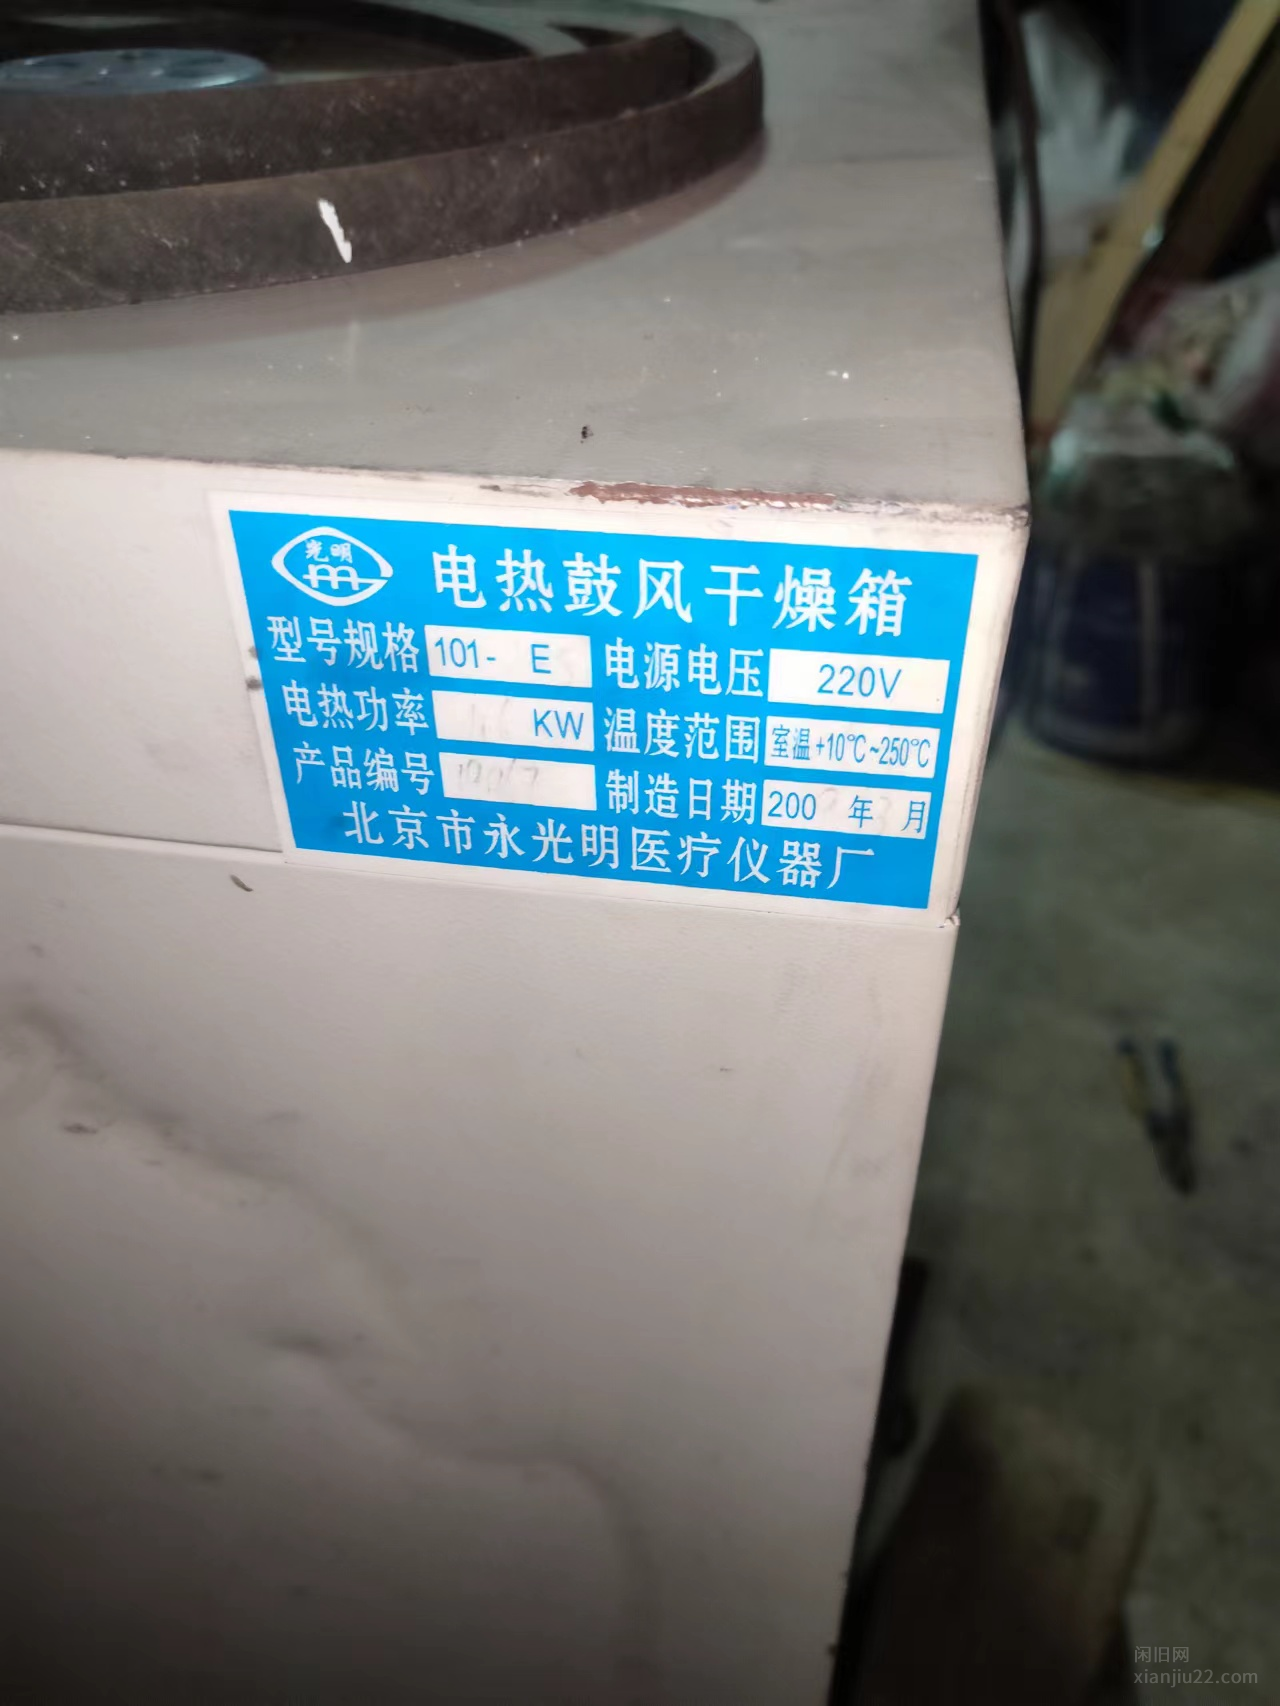 光明
电热鼓风干燥箱
型号规格 101- E 电源电压 220V
电热功率 KW 温度范围 室温+10℃~250℃
产品编号 制造日期 200 年 月
北京市永光明医疗仪器厂
闲旧网
xianjiu22.com